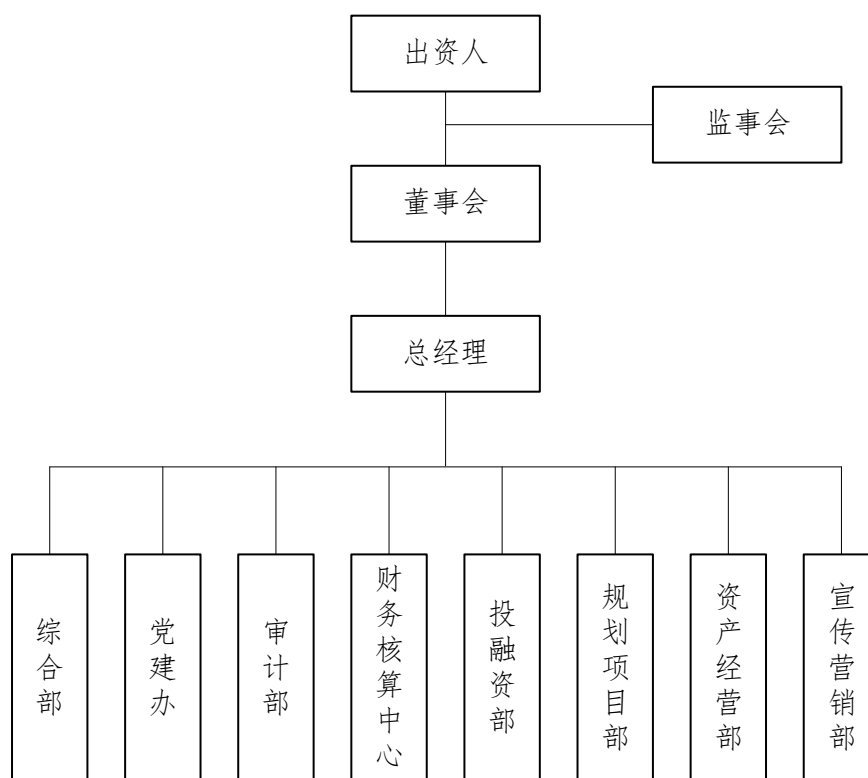 出资人
监事会
董事会
总经理
综合部
党建办
审计部
财务核算中心
投融资部
规划项目部
资产经营部
宣传营销部